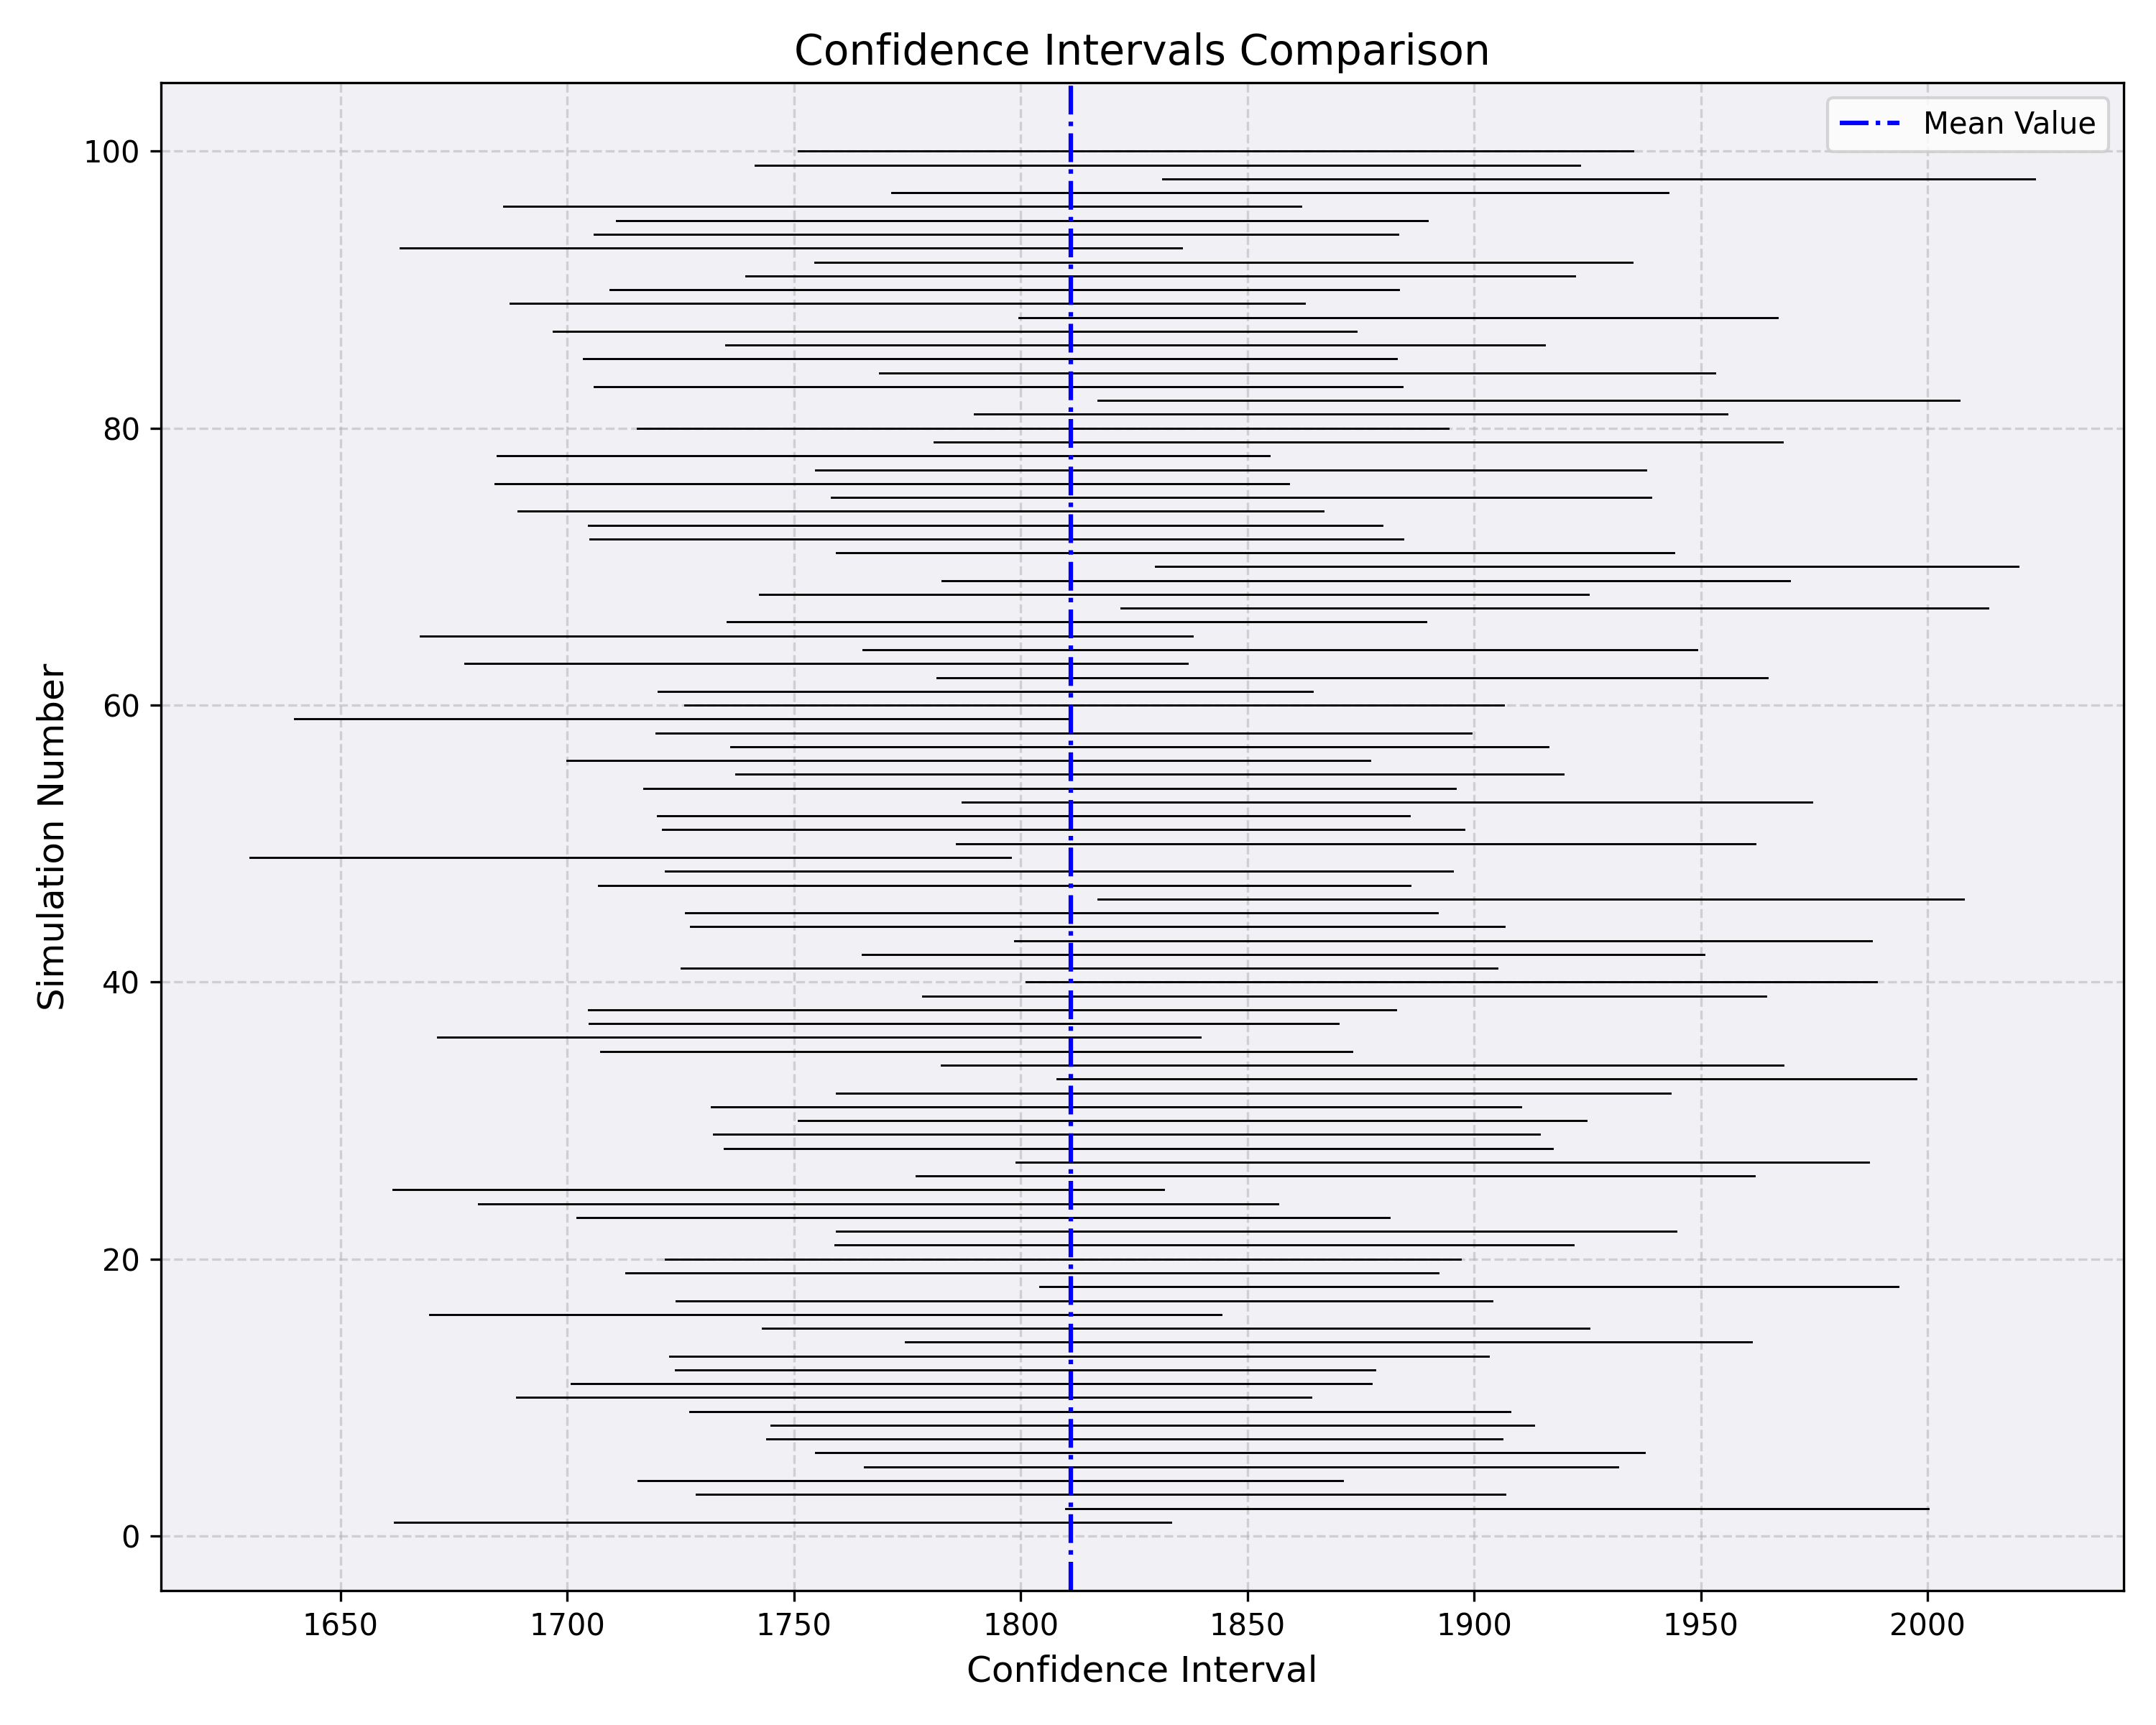 Confidence Intervals Comparison
Mean Value
100
80
60
40
20
0
Simulation Number
1650 1700 1750 1800 1850 1900 1950 2000
Confidence Interval